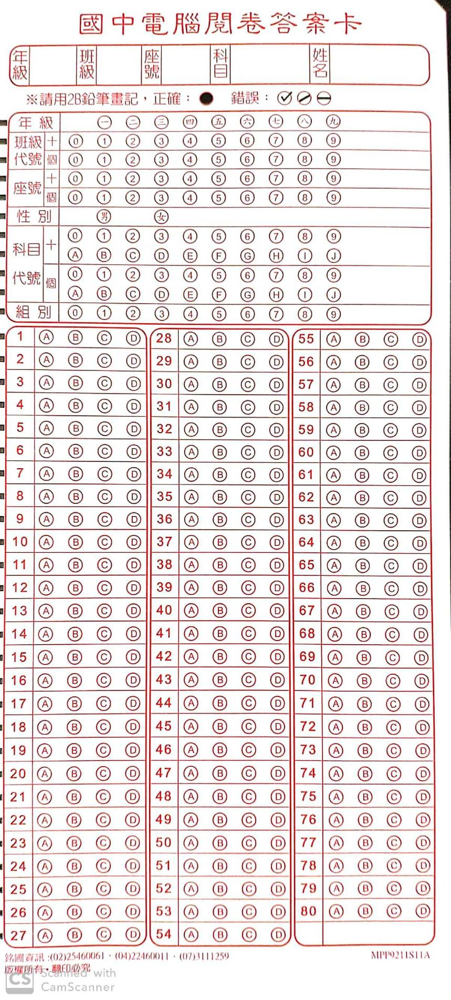 國中電腦閱卷答案卡
年級 班級 座號 科目 姓名
※請用2B鉛筆畫記，正確： 錯誤：
年級 一 二 三 四 五 六 七 八 九
班級代號 十 0 1 2 3 4 5 6 7 8 9
個 0 1 2 3 4 5 6 7 8 9
座號 十 0 1 2 3 4 5 6 7 8 9
個 0 1 2 3 4 5 6 7 8 9
性別 男 女
科目代號 十 0 1 2 3 4 5 6 7 8 9
A B C D E F G H I J
個 0 1 2 3 4 5 6 7 8 9
A B C D E F G H I J
組別 0 1 2 3 4 5 6 7 8 9
1 A B C D 28 A B C D 55 A B C D
2 A B C D 29 A B C D 56 A B C D
3 A B C D 30 A B C D 57 A B C D
4 A B C D 31 A B C D 58 A B C D
5 A B C D 32 A B C D 59 A B C D
6 A B C D 33 A B C D 60 A B C D
7 A B C D 34 A B C D 61 A B C D
8 A B C D 35 A B C D 62 A B C D
9 A B C D 36 A B C D 63 A B C D
10 A B C D 37 A B C D 64 A B C D
11 A B C D 38 A B C D 65 A B C D
12 A B C D 39 A B C D 66 A B C D
13 A B C D 40 A B C D 67 A B C D
14 A B C D 41 A B C D 68 A B C D
15 A B C D 42 A B C D 69 A B C D
16 A B C D 43 A B C D 70 A B C D
17 A B C D 44 A B C D 71 A B C D
18 A B C D 45 A B C D 72 A B C D
19 A B C D 46 A B C D 73 A B C D
20 A B C D 47 A B C D 74 A B C D
21 A B C D 48 A B C D 75 A B C D
22 A B C D 49 A B C D 76 A B C D
23 A B C D 50 A B C D 77 A B C D
24 A B C D 51 A B C D 78 A B C D
25 A B C D 52 A B C D 79 A B C D
26 A B C D 53 A B C D 80 A B C D
27 A B C D 54 A B C D
銘圃資訊:(02)25460061．(04)22460011．(07)3111259 MPP9211S11A
版權所有・翻印必究
CS Scanned with
CamScanner